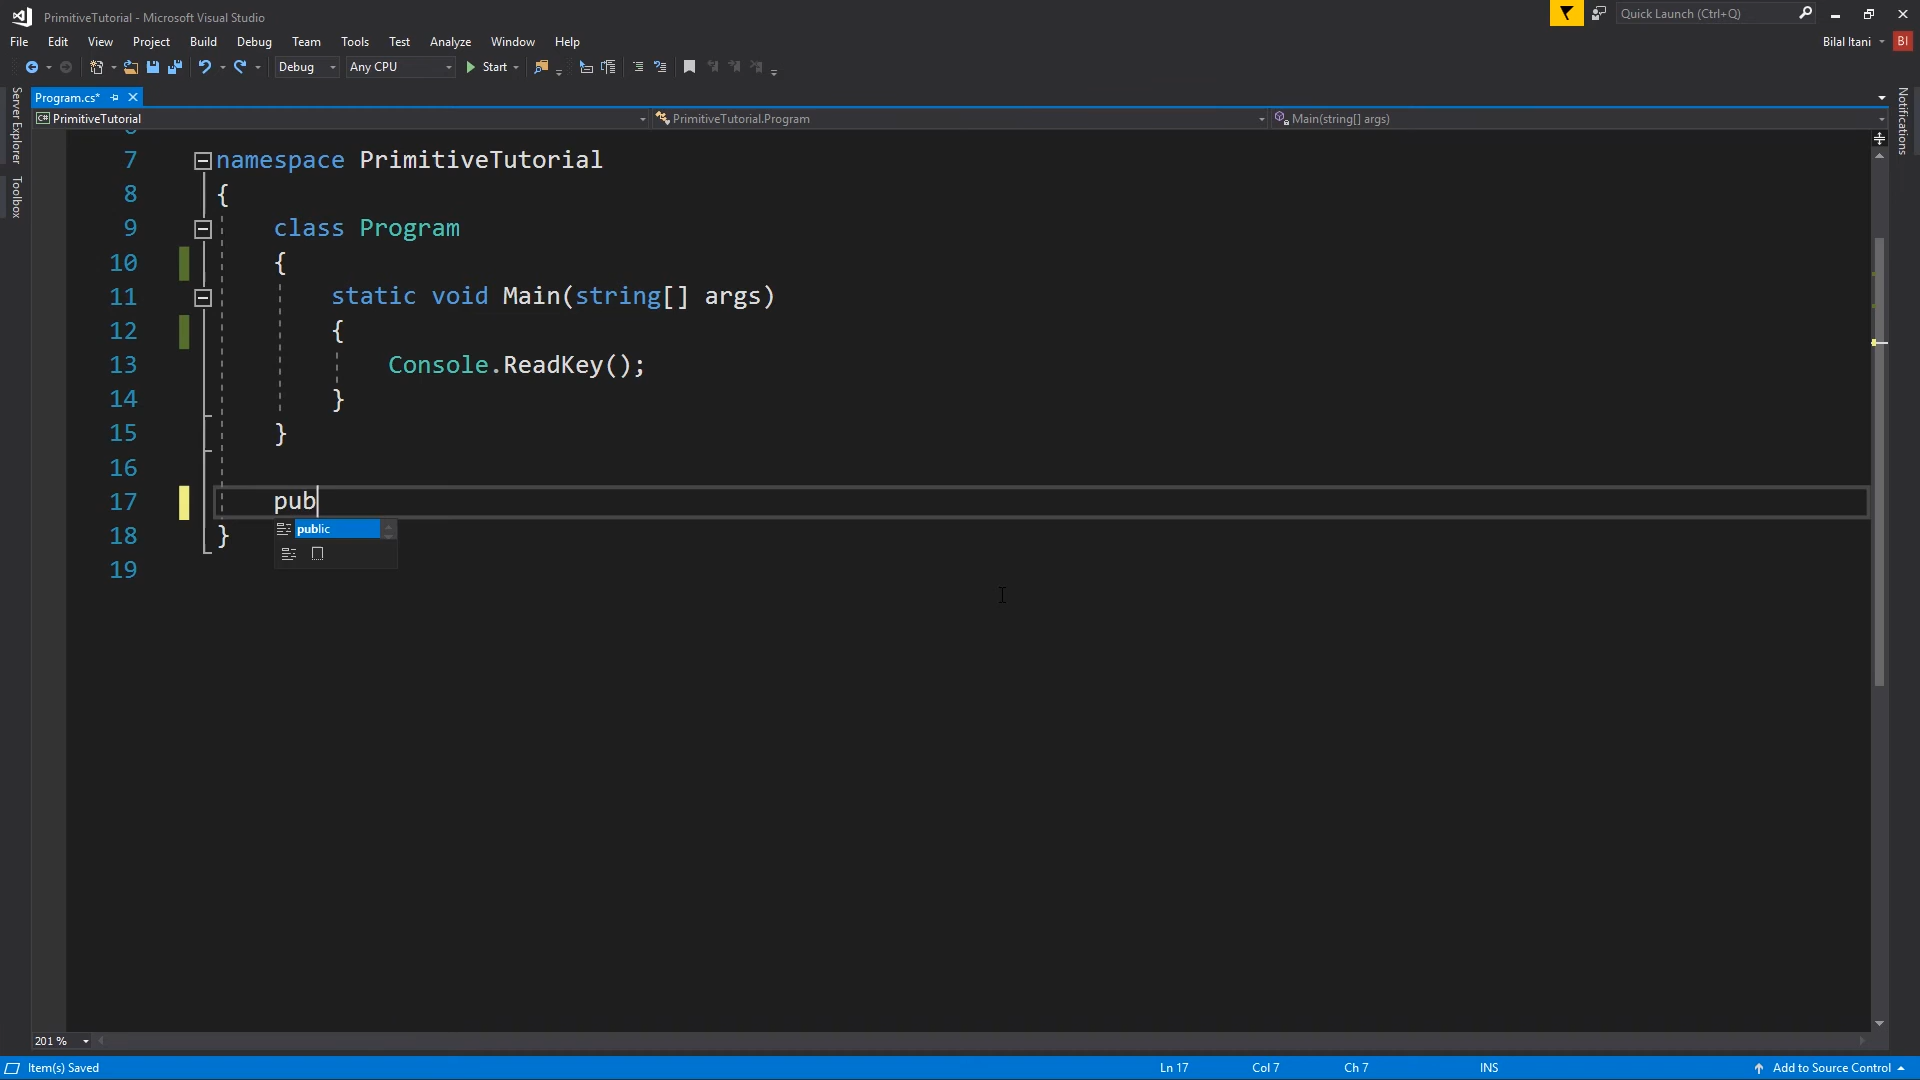 PrimitiveTutorial - Microsoft Visual Studio
Quick Launch (Ctrl+Q)
File Edit View Project Build Debug Team Tools Test Analyze Window Help
Bilal Itani BI
Debug Any CPU Start
Program.cs*
PrimitiveTutorial PrimitiveTutorial.Program Main(string[] args)
Server Explorer
Toolbox
Notifications
7 namespace PrimitiveTutorial
8 {
9 class Program
10 {
11 static void Main(string[] args)
12 {
13 Console.ReadKey();
14 }
15 }
16
17 pub
public
18 }
19
201 %
Item(s) Saved Ln 17 Col 7 Ch 7 INS Add to Source Control